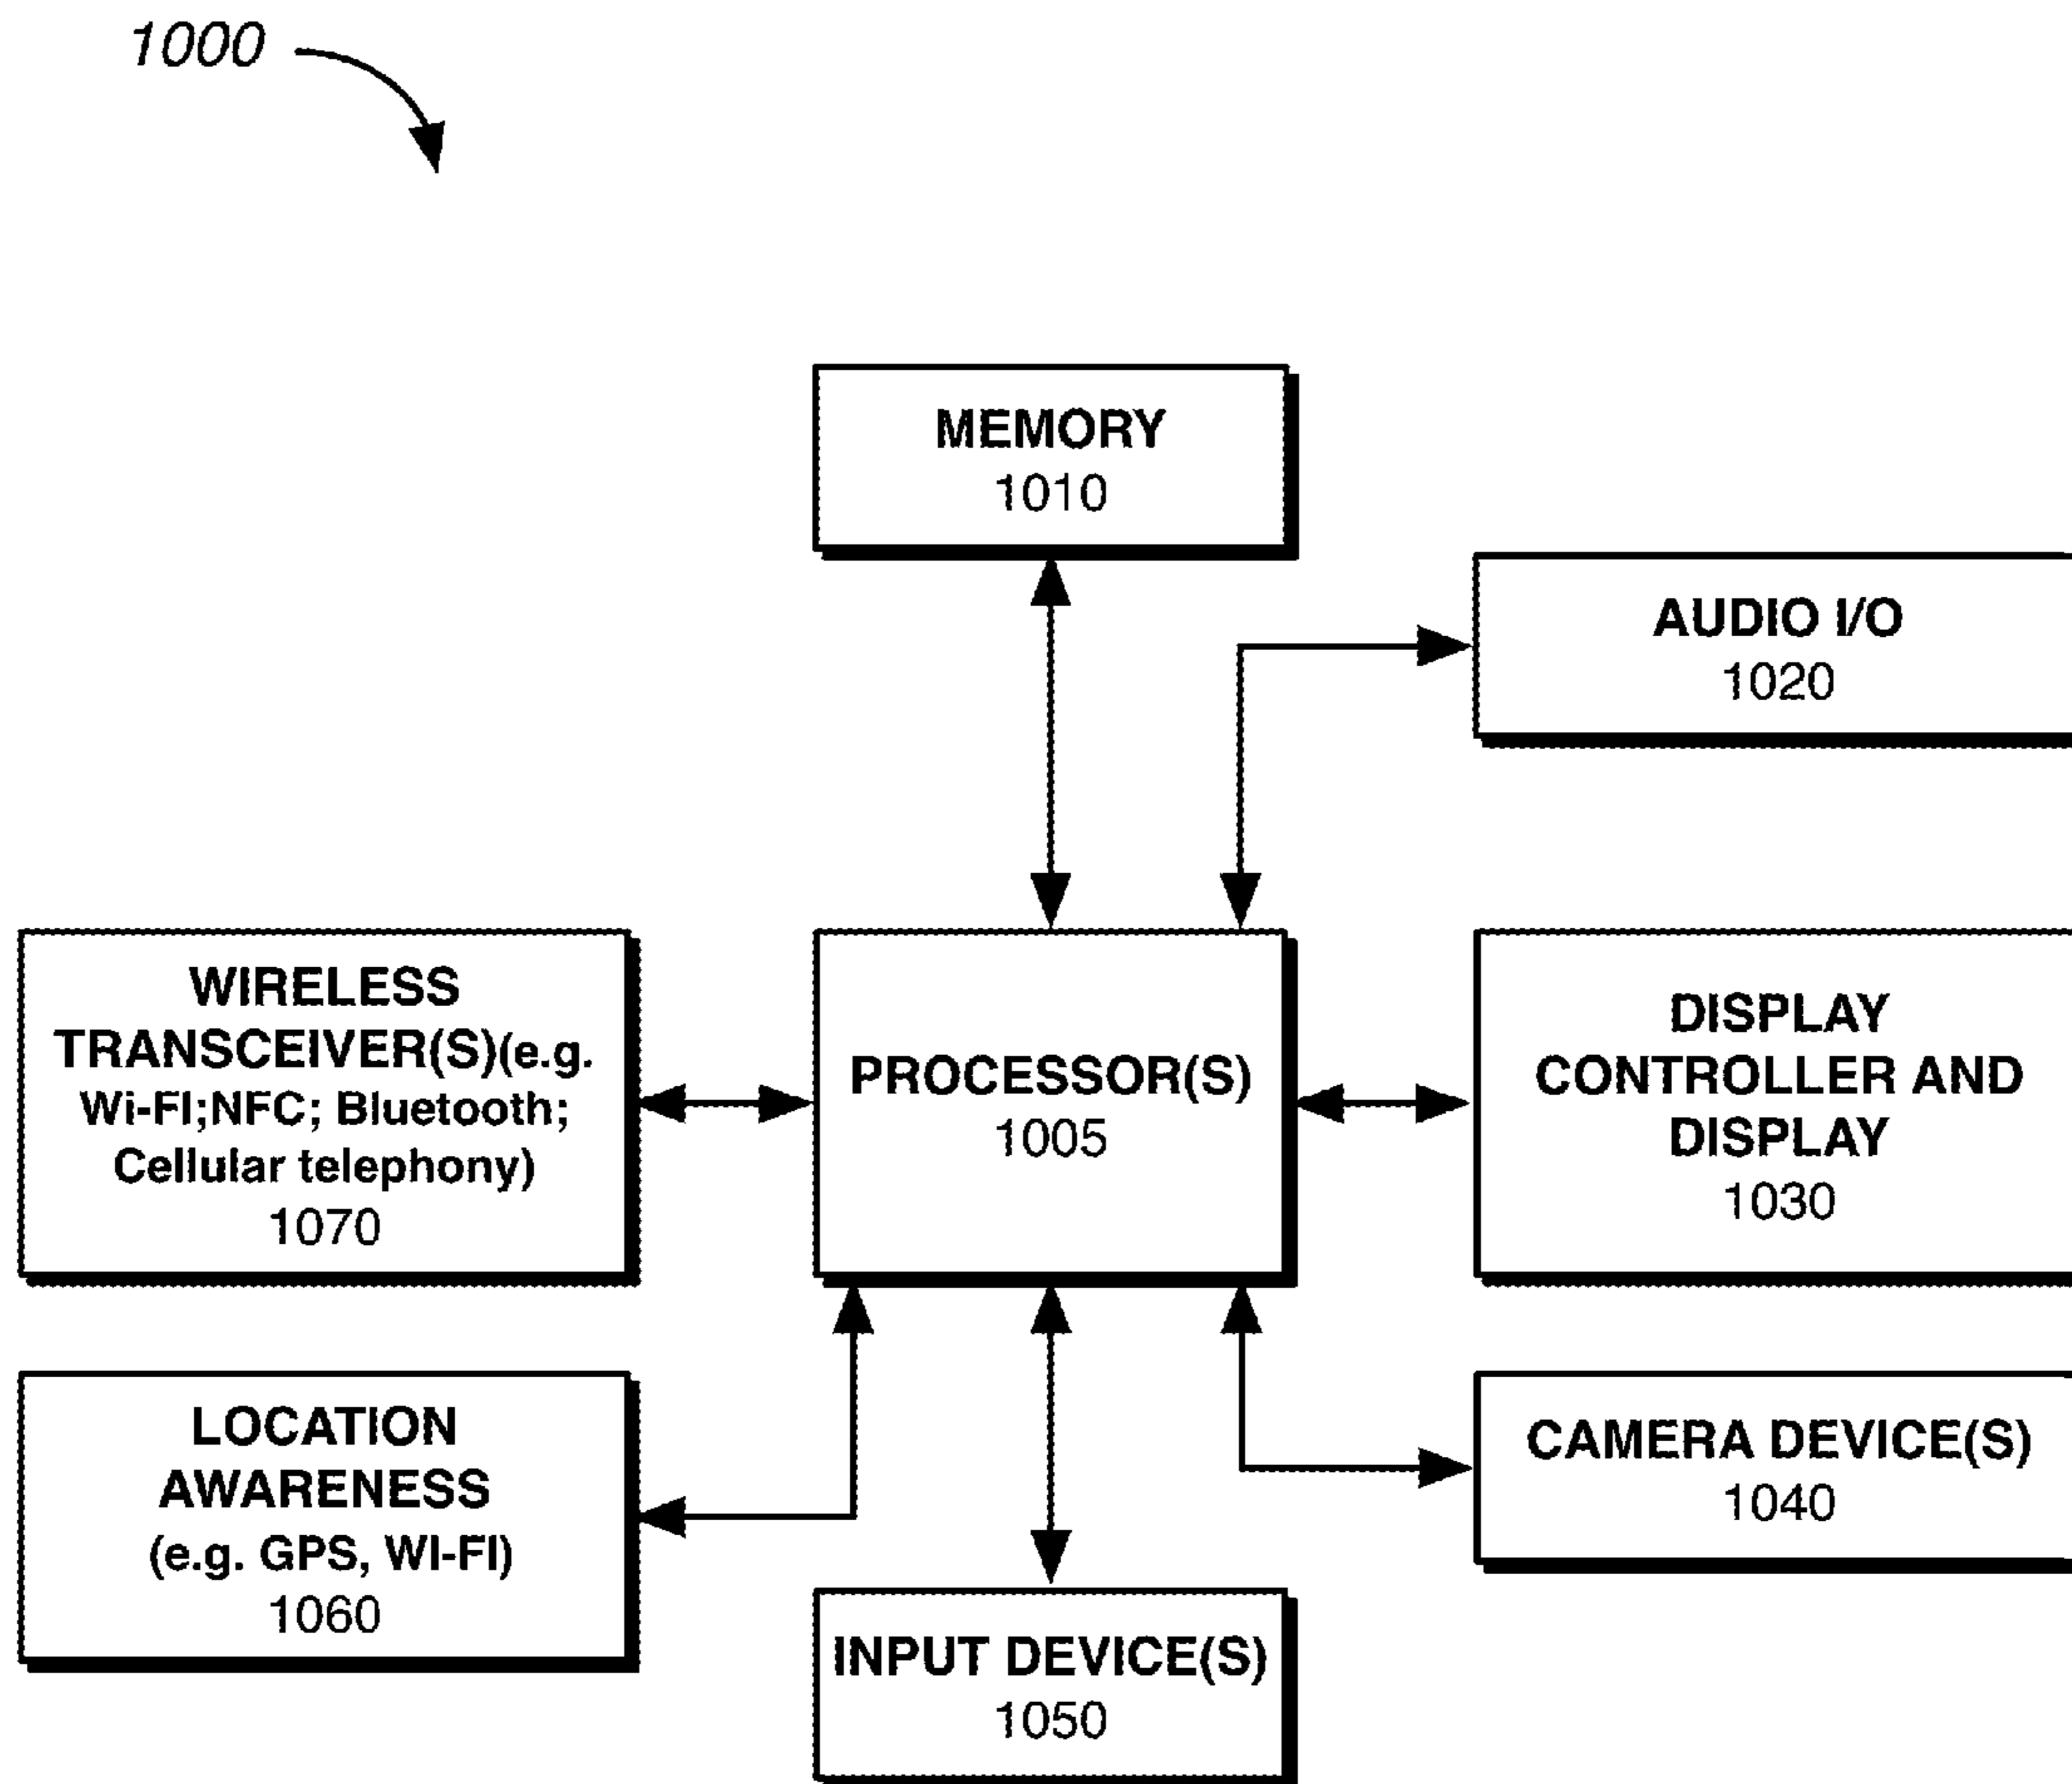 1000
MEMORY
1010
AUDIO I/O
1020
WIRELESS
TRANSCEIVER(S)(e.g.
Wi-FI;NFC; Bluetooth;
Cellular telephony)
1070
PROCESSOR(S)
1005
DISPLAY
CONTROLLER AND
DISPLAY
1030
LOCATION
AWARENESS
(e.g. GPS, WI-FI)
1060
INPUT DEVICE(S)
1050
CAMERA DEVICE(S)
1040